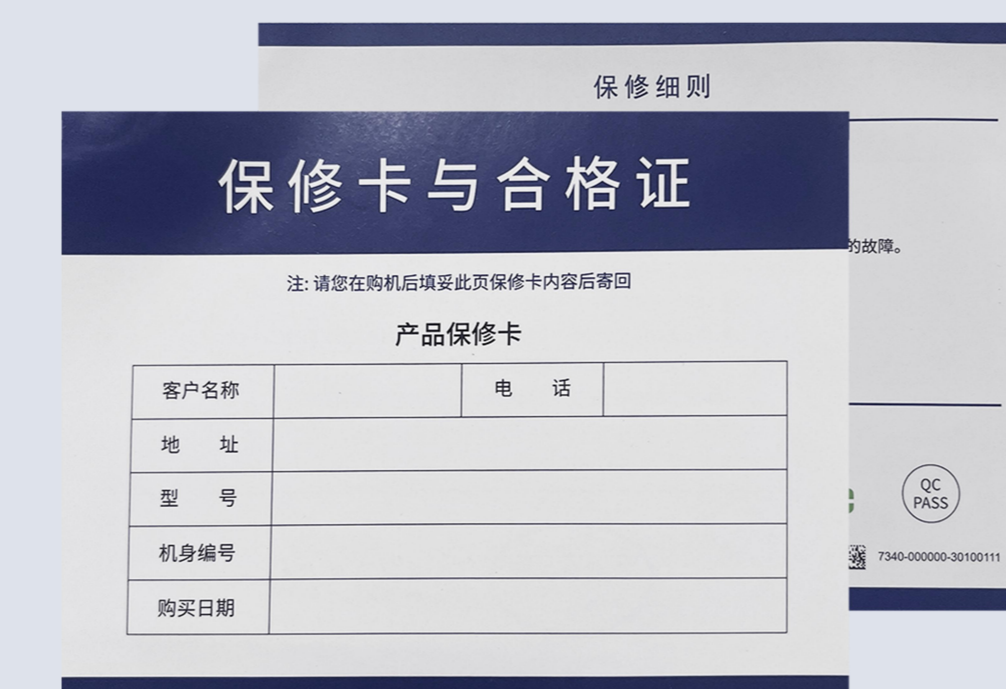 保修细则
保修卡与合格证
的故障。
注: 请您在购机后填妥此页保修卡内容后寄回
产品保修卡
客户名称
电 话
地 址
型 号
机身编号
购买日期
QC
PASS
7340-000000-30100111